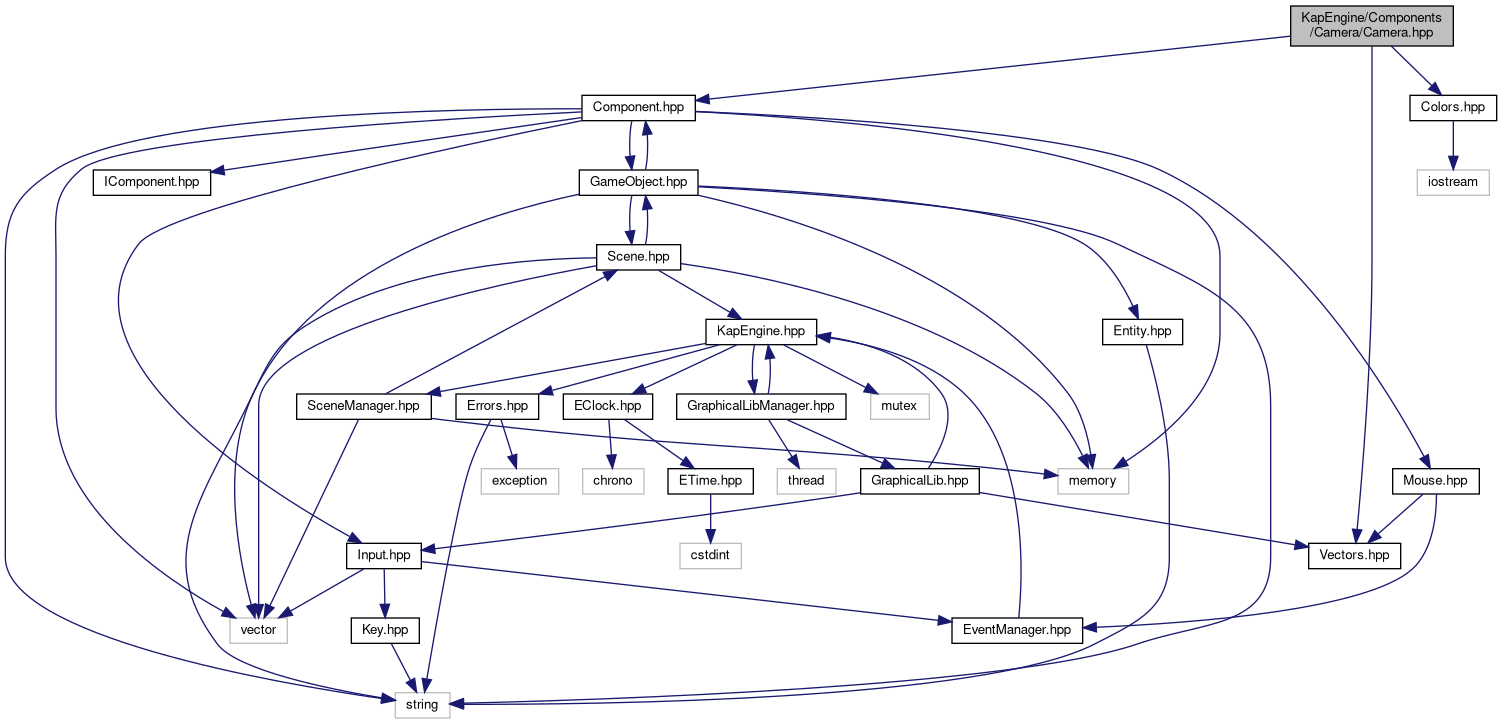 KapEngine/Components
/Camera/Camera.hpp
Component.hpp
Colors.hpp
IComponent.hpp
GameObject.hpp
iostream
Scene.hpp
KapEngine.hpp
Entity.hpp
SceneManager.hpp
Errors.hpp
EClock.hpp
GraphicalLibManager.hpp
mutex
exception
chrono
ETime.hpp
thread
GraphicalLib.hpp
memory
Mouse.hpp
Input.hpp
cstdint
Vectors.hpp
vector
Key.hpp
EventManager.hpp
string